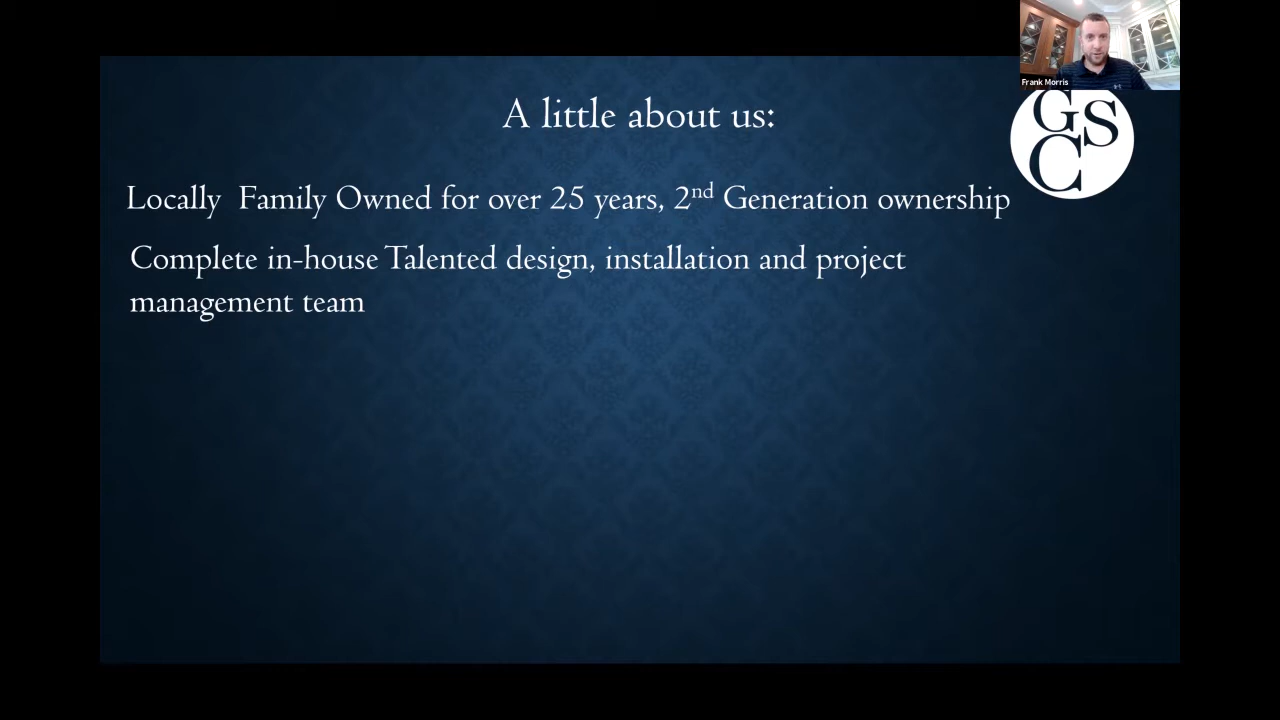 Frank Morris
A little about us:
GSC
Locally  Family Owned for over 25 years, 2nd Generation ownership
Complete in-house Talented design, installation and project
management team